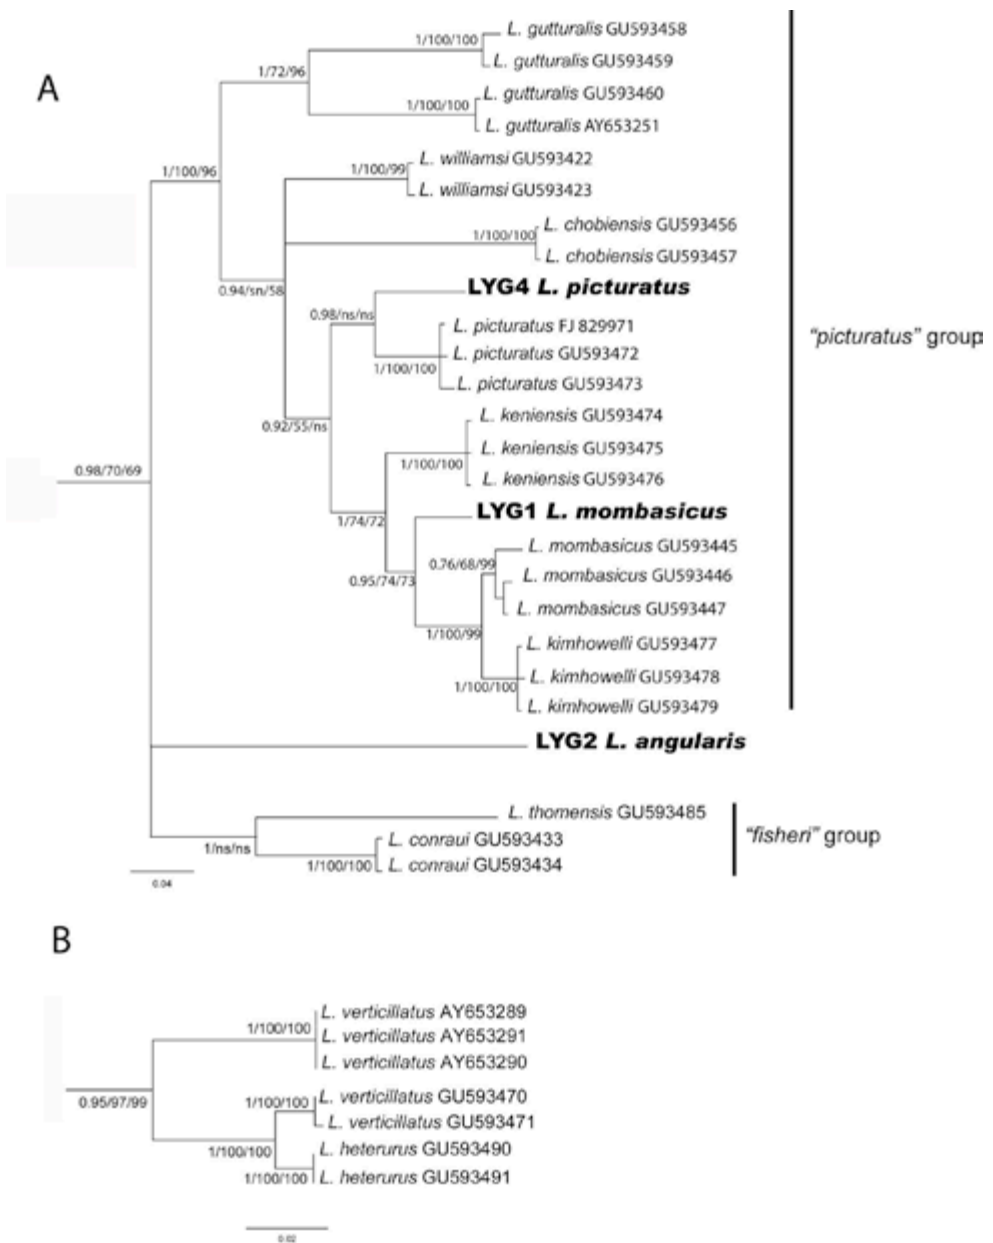 A
L. gutturalis GU593458
1/100/100
L. gutturalis GU593459
1/72/96
L. gutturalis GU593460
1/100/100
L. gutturalis AY653251
L. williamsi GU593422
1/100/99
1/100/96
L. williamsi GU593423
L. chobiensis GU593456
1/100/100
L. chobiensis GU593457
0.94/sn/58
LYG4 L. picturatus
0.98/ns/ns
L. picturatus FJ 829971
"picturatus" group
L. picturatus GU593472
1/100/100
L. picturatus GU593473
L. keniensis GU593474
0.92/55/ns
L. keniensis GU593475
1/100/100
0.98/70/69
L. keniensis GU593476
LYG1 L. mombasicus
1/74/72
L. mombasicus GU593445
0.76/68/99
L. mombasicus GU593446
0.95/74/73
L. mombasicus GU593447
1/100/99
L. kimhowelli GU593477
L. kimhowelli GU593478
1/100/100
L. kimhowelli GU593479
LYG2 L. angularis
L. thomensis GU593485
"fisheri" group
L. conraui GU593433
1/ns/ns
1/100/100
L. conraui GU593434
0.04
B
L. verticillatus AY653289
1/100/100
L. verticillatus AY653291
L. verticillatus AY653290
L. verticillatus GU593470
1/100/100
0.95/97/99
L. verticillatus GU593471
1/100/100
L. heterurus GU593490
1/100/100
L. heterurus GU593491
0.02